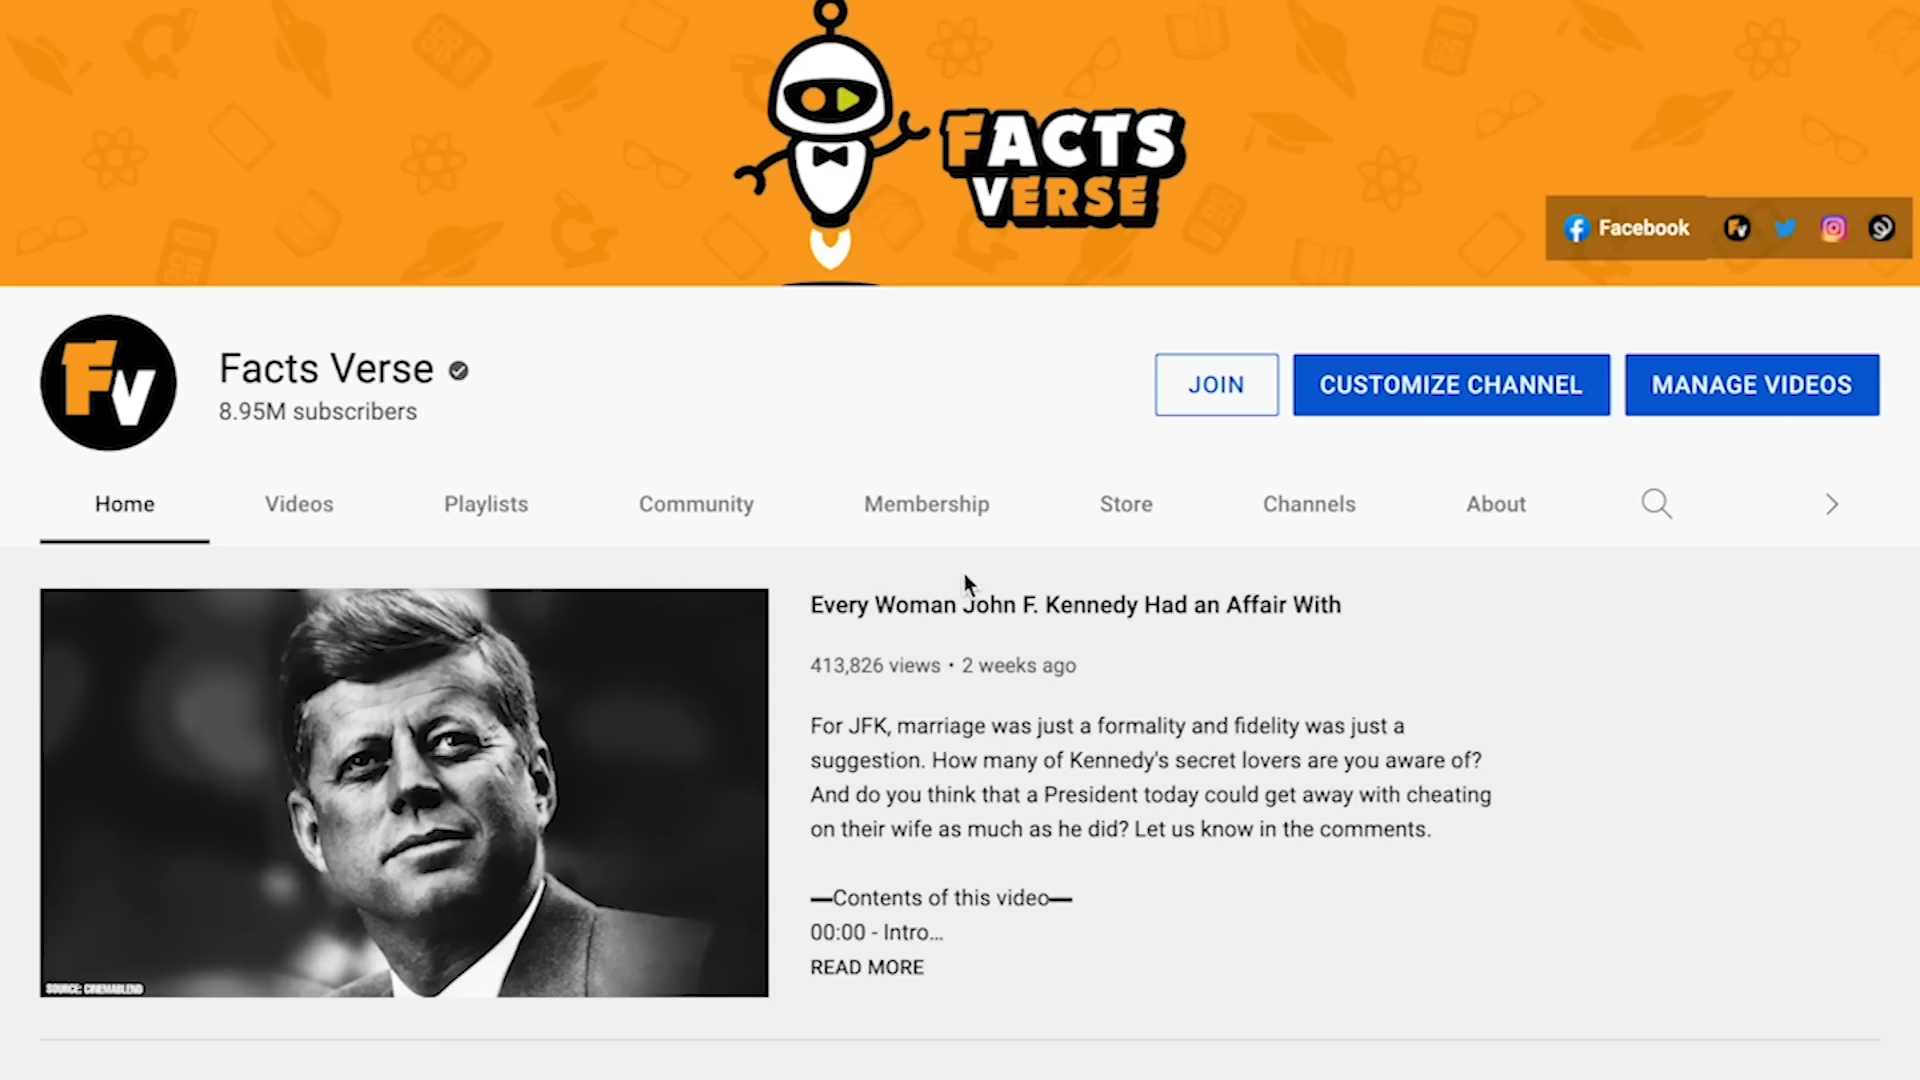 FACTS
VERSE
Facebook
FV
FV
Facts Verse
8.95M subscribers
JOIN
CUSTOMIZE CHANNEL
MANAGE VIDEOS
Home
Videos
Playlists
Community
Membership
Store
Channels
About
Every Woman John F. Kennedy Had an Affair With
413,826 views • 2 weeks ago
For JFK, marriage was just a formality and fidelity was just a
suggestion. How many of Kennedy's secret lovers are you aware of?
And do you think that a President today could get away with cheating
on their wife as much as he did? Let us know in the comments.
—Contents of this video—
00:00 - Intro...
READ MORE
SOURCE: CINEMABLEND